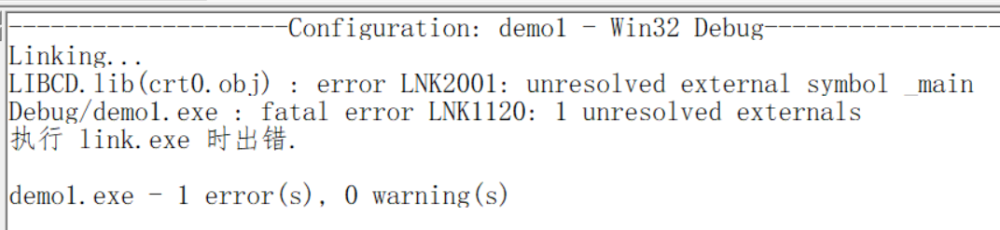 --------------------Configuration: demo1 - Win32 Debug-----------------
Linking...
LIBCD.lib(crt0.obj) : error LNK2001: unresolved external symbol _main
Debug/demo1.exe : fatal error LNK1120: 1 unresolved externals
执行 link.exe 时出错.
demo1.exe - 1 error(s), 0 warning(s)